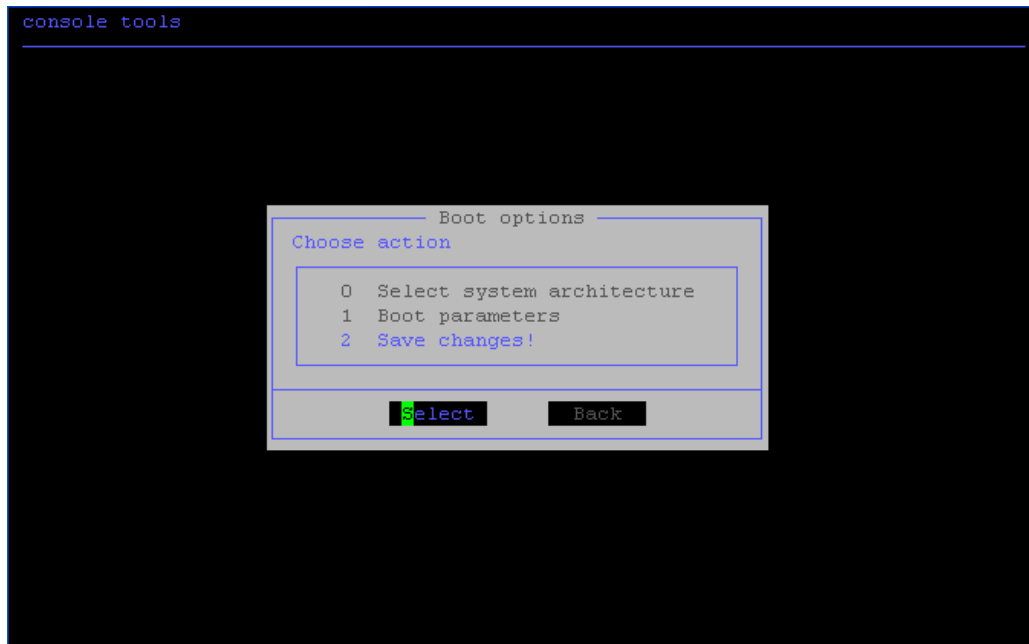 console tools
Boot options
Choose action
0 Select system architecture
1 Boot parameters
2 Save changes!
Select Back